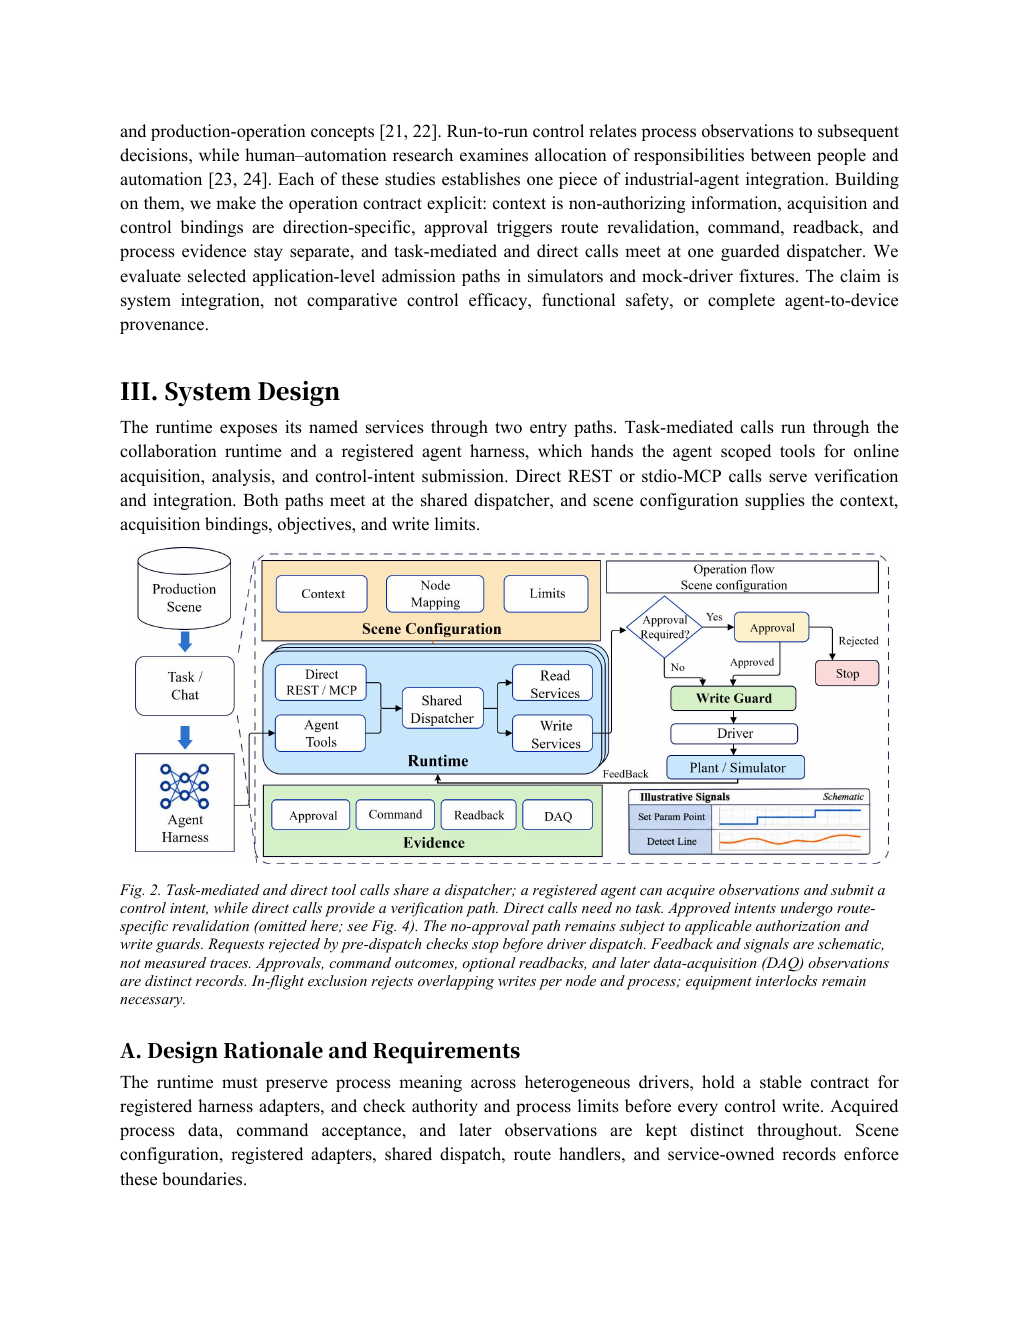 and production-operation concepts [21, 22]. Run-to-run control relates process observations to subsequent
decisions, while human–automation research examines allocation of responsibilities between people and
automation [23, 24]. Each of these studies establishes one piece of industrial-agent integration. Building
on them, we make the operation contract explicit: context is non-authorizing information, acquisition and
control bindings are direction-specific, approval triggers route revalidation, command, readback, and
process evidence stay separate, and task-mediated and direct calls meet at one guarded dispatcher. We
evaluate selected application-level admission paths in simulators and mock-driver fixtures. The claim is
system integration, not comparative control efficacy, functional safety, or complete agent-to-device
provenance.
III. System Design
The runtime exposes its named services through two entry paths. Task-mediated calls run through the
collaboration runtime and a registered agent harness, which hands the agent scoped tools for online
acquisition, analysis, and control-intent submission. Direct REST or stdio-MCP calls serve verification
and integration. Both paths meet at the shared dispatcher, and scene configuration supplies the context,
acquisition bindings, objectives, and write limits.
Production
Scene
Task /
Chat
Agent
Harness
Context
Node
Mapping
Limits
Scene Configuration
Direct
REST / MCP
Agent
Tools
Shared
Dispatcher
Read
Services
Write
Services
Runtime
Approval
Command
Readback
DAQ
Evidence
Operation flow
Scene configuration
Approval
Required?
Yes
Approval
Rejected
No
Approved
Stop
Write Guard
Driver
Plant / Simulator
FeedBack
Illustrative Signals
Schematic
Set Param Point
Detect Line
Fig. 2. Task-mediated and direct tool calls share a dispatcher; a registered agent can acquire observations and submit a
control intent, while direct calls provide a verification path. Direct calls need no task. Approved intents undergo route-
specific revalidation (omitted here; see Fig. 4). The no-approval path remains subject to applicable authorization and
write guards. Requests rejected by pre-dispatch checks stop before driver dispatch. Feedback and signals are schematic,
not measured traces. Approvals, command outcomes, optional readbacks, and later data-acquisition (DAQ) observations
are distinct records. In-flight exclusion rejects overlapping writes per node and process; equipment interlocks remain
necessary.
A. Design Rationale and Requirements
The runtime must preserve process meaning across heterogeneous drivers, hold a stable contract for
registered harness adapters, and check authority and process limits before every control write. Acquired
process data, command acceptance, and later observations are kept distinct throughout. Scene
configuration, registered adapters, shared dispatch, route handlers, and service-owned records enforce
these boundaries.